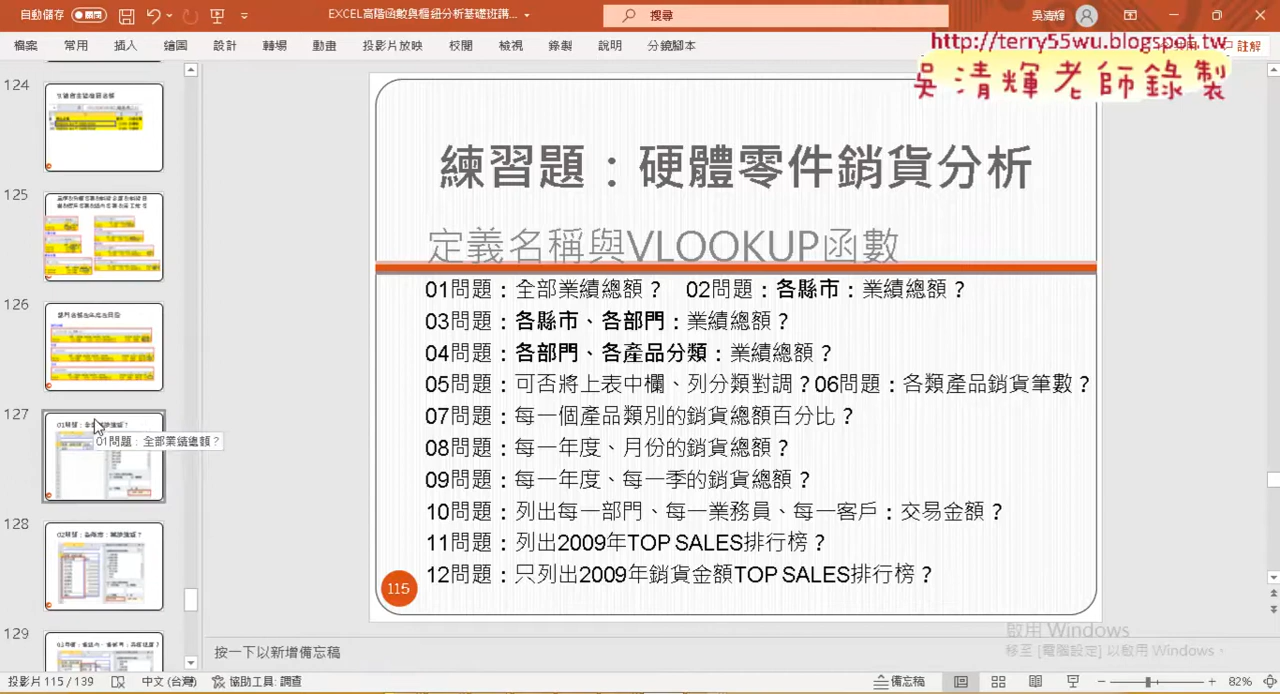 自動儲存
關閉
EXCEL高階函數與樞紐分析基礎班講...
搜尋
吳清輝
檔案 常用 插入 繪圖 設計 轉場 動畫 投影片放映 校閱 檢視 錄製 說明 分鏡腳本
註解
http://terry55wu.blogspot.tw
吳清輝老師錄製
124
125
126
127
01問題：全部業績總額？
128
129
練習題：硬體零件銷貨分析
定義名稱與VLOOKUP函數
01問題：全部業績總額？ 02問題：各縣市：業績總額？
03問題：各縣市、各部門：業績總額？
04問題：各部門、各產品分類：業績總額？
05問題：可否將上表中欄、列分類對調？06問題：各類產品銷貨筆數？
07問題：每一個產品類別的銷貨總額百分比？
08問題：每一年度、月份的銷貨總額？
09問題：每一年度、每一季的銷貨總額？
10問題：列出每一部門、每一業務員、每一客戶：交易金額？
11問題：列出2009年TOP SALES排行榜？
12問題：只列出2009年銷貨金額TOP SALES排行榜？
115
啟用 Windows
移至 [電腦設定] 以啟用 Windows。
按一下以新增備忘稿
投影片 115 / 139
中文 (台灣)
協助工具: 調查
備忘稿
82%